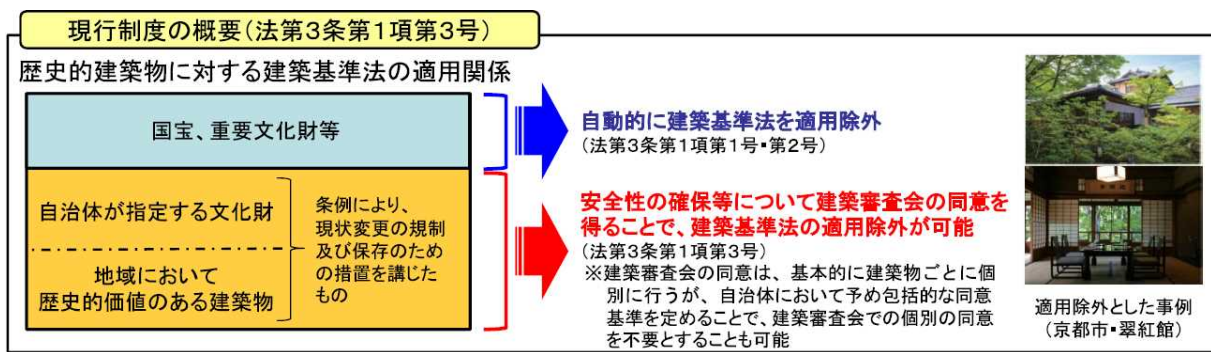 現行制度の概要(法第3条第1項第3号)
歴史的建築物に対する建築基準法の適用関係
国宝、重要文化財等
自治体が指定する文化財
地域において
歴史的価値のある建築物
条例により、
現状変更の規制
及び保存のため
の措置を講じた
もの
自動的に建築基準法を適用除外
(法第3条第1項第1号・第2号)
安全性の確保等について建築審査会の同意を
得ることで、建築基準法の適用除外が可能
(法第3条第1項第3号)
※建築審査会の同意は、基本的に建築物ごとに個
別に行うが、自治体において予め包括的な同意
基準を定めることで、建築審査会での個別の同意
を不要とすることも可能
適用除外とした事例
(京都市・翠紅館)